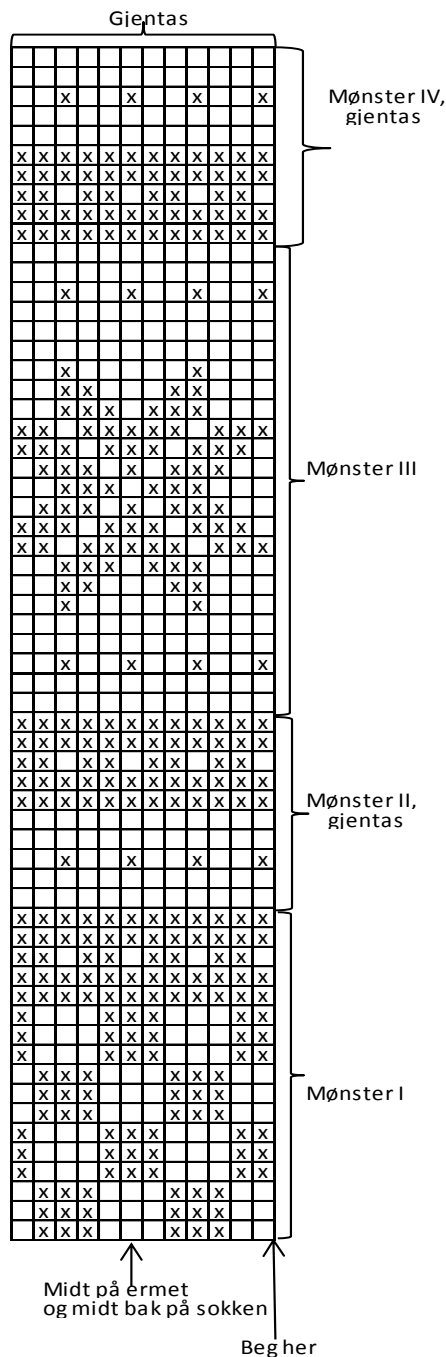 Gjentas
Mønster IV,
gjentas
Mønster III
Mønster II,
gjentas
Mønster I
Midt på ermet
og midt bak på sokken
Beg her